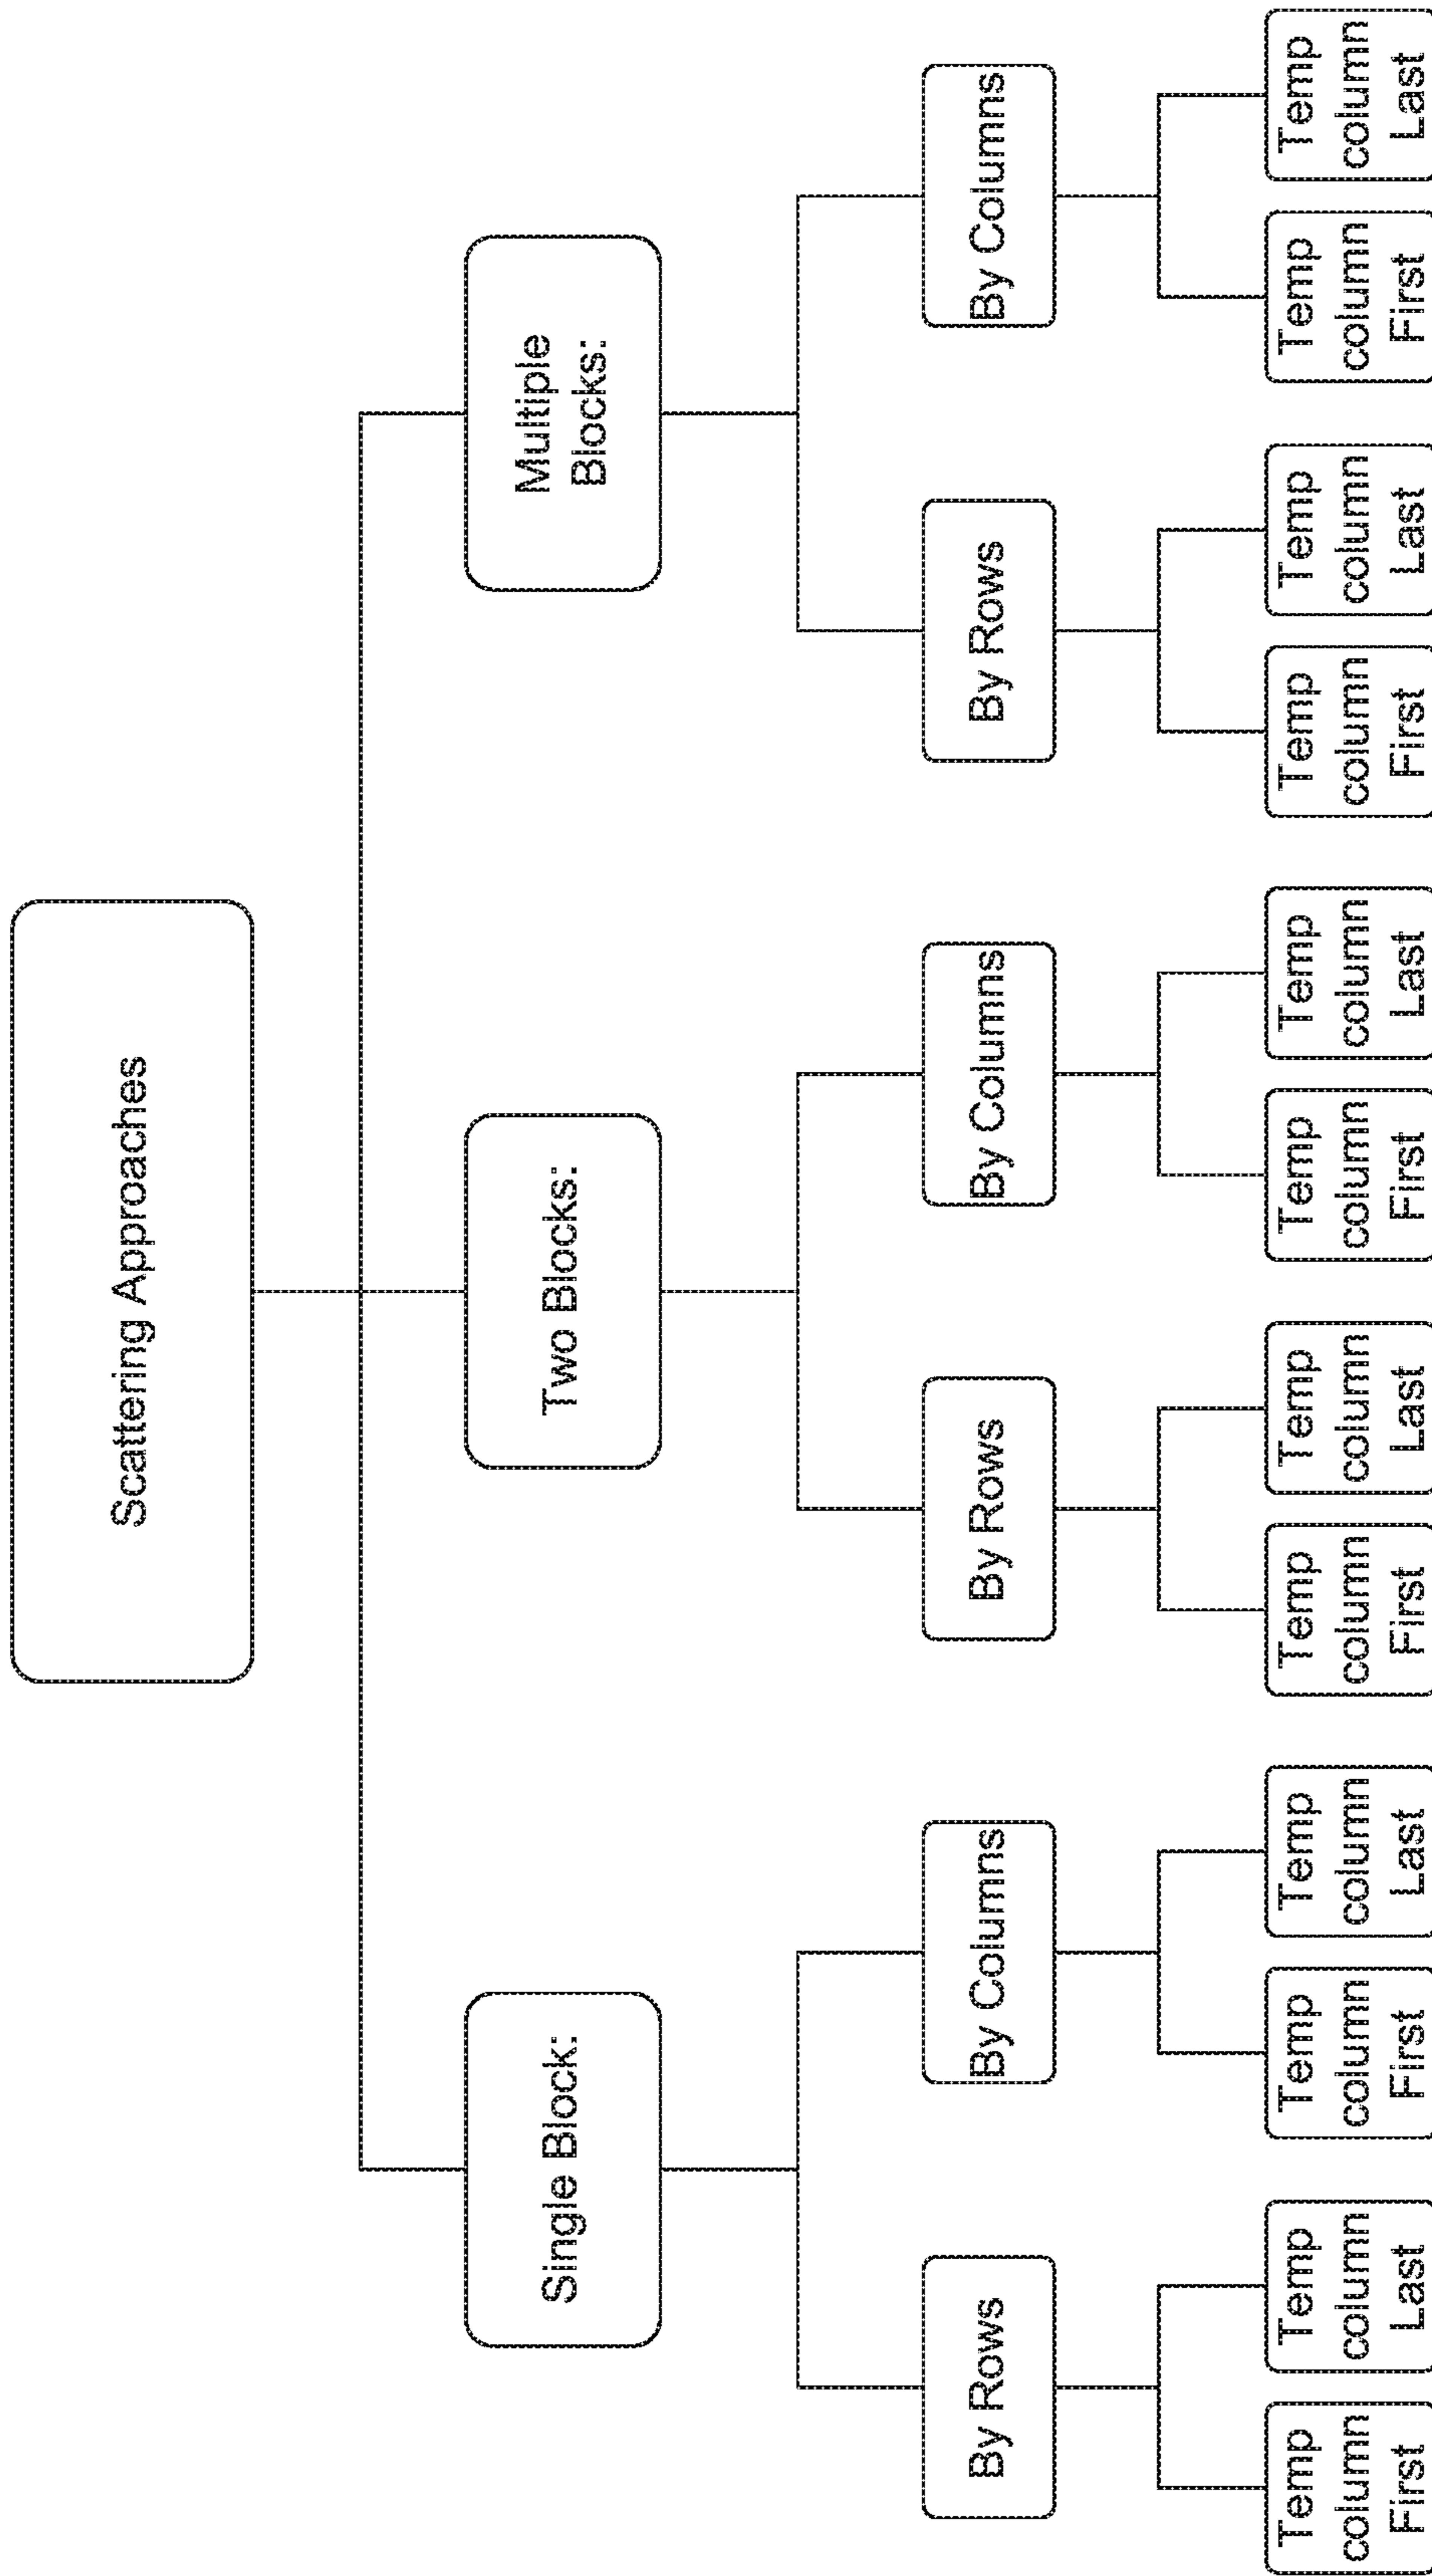 Scattering Approaches
Single Block:
Two Blocks:
Multiple
Blocks:
By Rows
By Columns
By Rows
By Columns
By Rows
By Columns
Temp
column
First
Temp
column
Last
Temp
column
First
Temp
column
Last
Temp
column
First
Temp
column
Last
Temp
column
First
Temp
column
Last
Temp
column
First
Temp
column
Last
Temp
column
First
Temp
column
Last